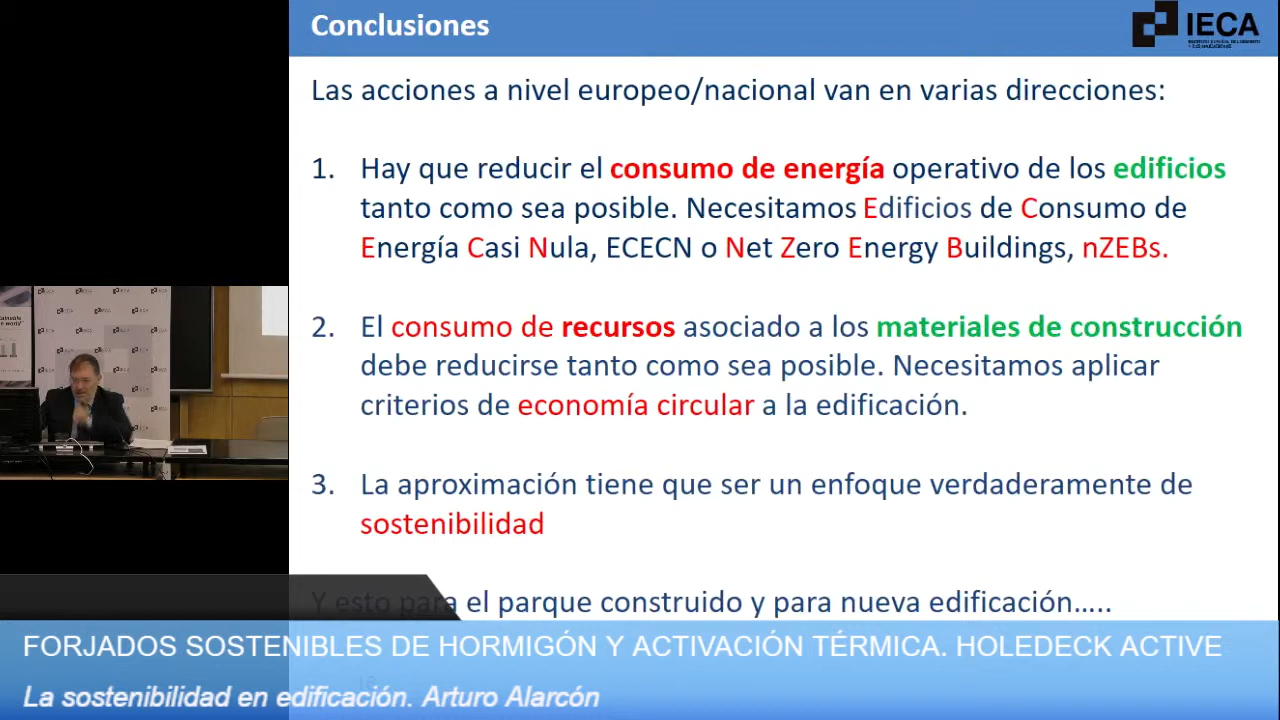 Conclusiones
IECA
Las acciones a nivel europeo/nacional van en varias direcciones:
1. Hay que reducir el consumo de energía operativo de los edificios
tanto como sea posible. Necesitamos Edificios de Consumo de
Energía Casi Nula, ECECN o Net Zero Energy Buildings, nZEBs.
2. El consumo de recursos asociado a los materiales de construcción
debe reducirse tanto como sea posible. Necesitamos aplicar
criterios de economía circular a la edificación.
3. La aproximación tiene que ser un enfoque verdaderamente de
sostenibilidad
Y esto para el parque construido y para nueva edificación…..
FORJADOS SOSTENIBLES DE HORMIGÓN Y ACTIVACIÓN TÉRMICA. HOLEDECK ACTIVE
La sostenibilidad en edificación. Arturo Alarcón